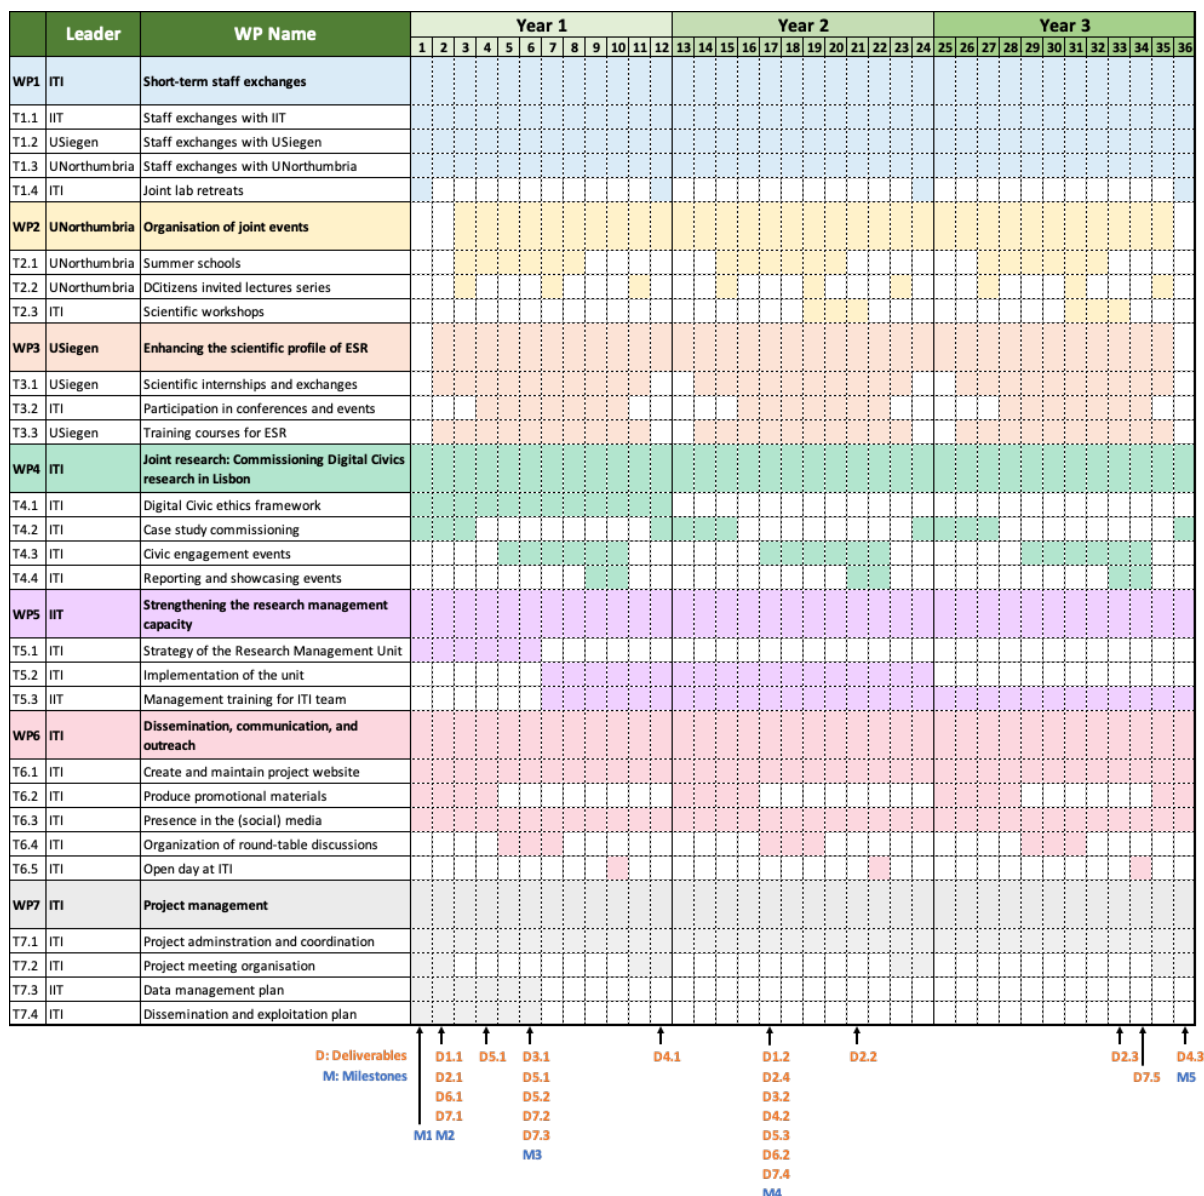 Leader WP Name Year 1 Year 2 Year 3
1 2 3 4 5 6 7 8 9 10 11 12 13 14 15 16 17 18 19 20 21 22 23 24 25 26 27 28 29 30 31 32 33 34 35 36
WP1 ITI Short-term staff exchanges
T1.1 IIT Staff exchanges with IIT
T1.2 USiegen Staff exchanges with USiegen
T1.3 UNorthumbria Staff exchanges with UNorthumbria
T1.4 ITI Joint lab retreats
WP2 UNorthumbria Organisation of joint events
T2.1 UNorthumbria Summer schools
T2.2 UNorthumbria DCitizens invited lectures series
T2.3 ITI Scientific workshops
WP3 USiegen Enhancing the scientific profile of ESR
T3.1 USiegen Scientific internships and exchanges
T3.2 ITI Participation in conferences and events
T3.3 USiegen Training courses for ESR
WP4 ITI Joint research: Commissioning Digital Civics
research in Lisbon
T4.1 ITI Digital Civic ethics framework
T4.2 ITI Case study commissioning
T4.3 ITI Civic engagement events
T4.4 ITI Reporting and showcasing events
WP5 IIT Strengthening the research management
capacity
T5.1 ITI Strategy of the Research Management Unit
T5.2 ITI Implementation of the unit
T5.3 IIT Management training for ITI team
WP6 ITI Dissemination, communication, and
outreach
T6.1 ITI Create and maintain project website
T6.2 ITI Produce promotional materials
T6.3 ITI Presence in the (social) media
T6.4 ITI Organization of round-table discussions
T6.5 ITI Open day at ITI
WP7 ITI Project management
T7.1 ITI Project adminstration and coordination
T7.2 ITI Project meeting organisation
T7.3 IIT Data management plan
T7.4 ITI Dissemination and exploitation plan
D: Deliverables D1.1 D5.1 D3.1 D4.1 D1.2 D2.2 D2.3 D4.3
M: Milestones D2.1 D5.1 D2.4 D7.5 M5
D6.1 D5.2 D3.2
D7.1 D7.2 D4.2
M1 M2 D7.3 D5.3
M3 D6.2
D7.4
M4